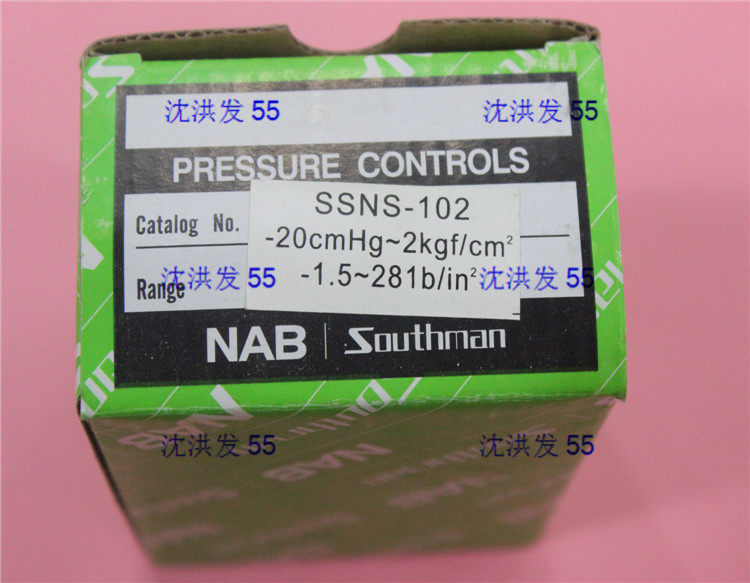 沈洪发 55 沈洪发 55
PRESSURE CONTROLS
SSNS-102
Catalog No.
-20cmHg~2kgf/cm²
-1.5~281b/in²
Range
沈洪发 55 沈洪发 55
NAB | Southman
NAB
沈洪发 55 沈洪发 55